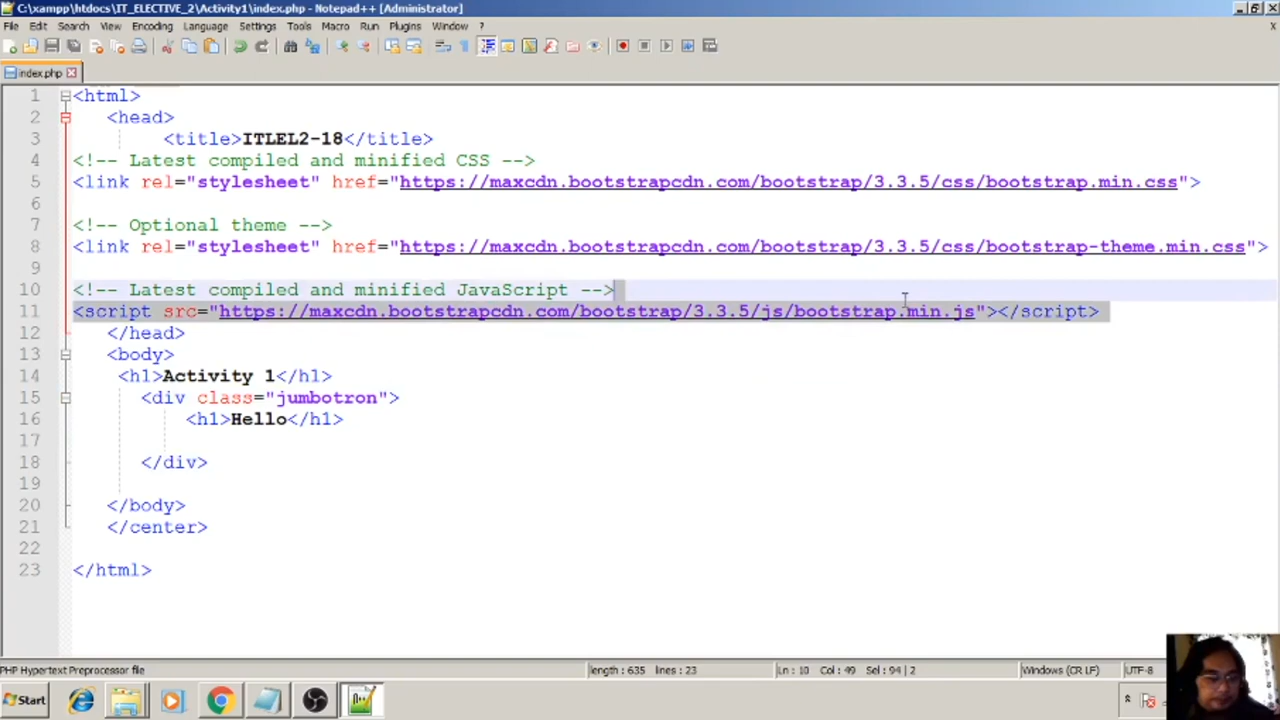 C:\xampp\htdocs\IT_ELECTIVE_2\Activity1\index.php - Notepad++ [Administrator]
File Edit Search View Encoding Language Settings Tools Macro Run Plugins Window ?
X
index.php
1 <html>
2 <head>
3 <title>ITLEL2-18</title>
4 <!-- Latest compiled and minified CSS -->
5 <link rel="stylesheet" href="https://maxcdn.bootstrapcdn.com/bootstrap/3.3.5/css/bootstrap.min.css">
6
7 <!-- Optional theme -->
8 <link rel="stylesheet" href="https://maxcdn.bootstrapcdn.com/bootstrap/3.3.5/css/bootstrap-theme.min.css">
9
10 <!-- Latest compiled and minified JavaScript -->
11 <script src="https://maxcdn.bootstrapcdn.com/bootstrap/3.3.5/js/bootstrap.min.js"></script>
12 </head>
13 <body>
14 <h1>Activity 1</h1>
15 <div class="jumbotron">
16 <h1>Hello</h1>
17
18 </div>
19
20 </body>
21 </center>
22
23 </html>
PHP Hypertext Preprocessor file length : 635 lines : 23 Ln : 10 Col : 49 Sel : 94 | 2 Windows (CR LF) UTF-8
Start